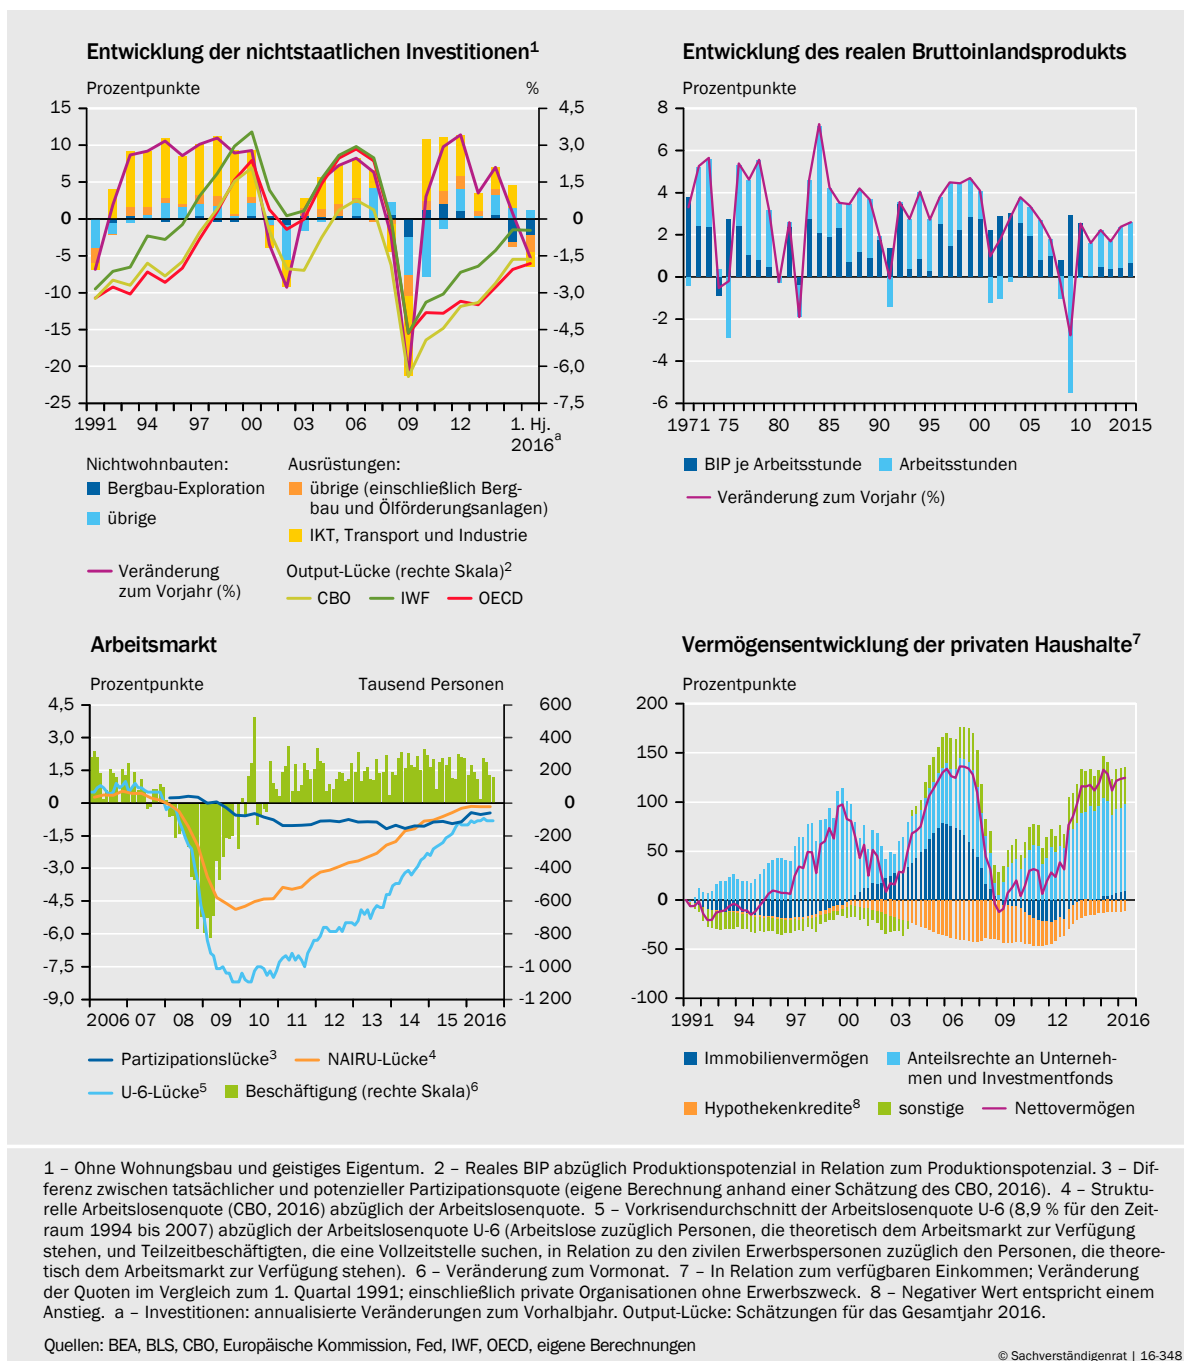 Entwicklung der nichtstaatlichen Investitionen¹
Prozentpunkte %
15 4,5
10 3,0
5 1,5
0 0
-5 -1,5
-10 -3,0
-15 -4,5
-20 -6,0
-25 -7,5
1991 94 97 00 03 06 09 12 1. Hj.
2016ᵃ
Nichtwohnbauten:
Bergbau-Exploration
übrige
Ausrüstungen:
übrige (einschließlich Berg-
bau und Ölförderungsanlagen)
IKT, Transport und Industrie
Veränderung
zum Vorjahr (%)
Output-Lücke (rechte Skala)²
CBO IWF OECD
Entwicklung des realen Bruttoinlandsprodukts
Prozentpunkte
8
6
4
2
0
-2
-4
-6
1971 75 80 85 90 95 00 05 10 2015
BIP je Arbeitsstunde Arbeitsstunden
Veränderung zum Vorjahr (%)
Arbeitsmarkt
Prozentpunkte Tausend Personen
4,5 600
3,0 400
1,5 200
0 0
-1,5 -200
-3,0 -400
-4,5 -600
-6,0 -800
-7,5 -1 000
-9,0 -1 200
2006 07 08 09 10 11 12 13 14 15 2016
Partizipationslücke³ NAIRU-Lücke⁴
U-6-Lücke⁵ Beschäftigung (rechte Skala)⁶
Vermögensentwicklung der privaten Haushalte⁷
Prozentpunkte
200
150
100
50
0
-50
-100
1991 94 97 00 03 06 09 12 2016
Immobilienvermögen Anteilsrechte an Unterneh-
men und Investmentfonds
Hypothekenkredite⁸ sonstige Nettovermögen
1 – Ohne Wohnungsbau und geistiges Eigentum. 2 – Reales BIP abzüglich Produktionspotenzial in Relation zum Produktionspotenzial. 3 – Dif-
ferenz zwischen tatsächlicher und potenzieller Partizipationsquote (eigene Berechnung anhand einer Schätzung des CBO, 2016). 4 – Struktu-
relle Arbeitslosenquote (CBO, 2016) abzüglich der Arbeitslosenquote. 5 – Vorkrisendurchschnitt der Arbeitslosenquote U-6 (8,9 % für den Zeit-
raum 1994 bis 2007) abzüglich der Arbeitslosenquote U-6 (Arbeitslose zuzüglich Personen, die theoretisch dem Arbeitsmarkt zur Verfügung
stehen, und Teilzeitbeschäftigten, die eine Vollzeitstelle suchen, in Relation zu den zivilen Erwerbspersonen zuzüglich den Personen, die theore-
tisch dem Arbeitsmarkt zur Verfügung stehen). 6 – Veränderung zum Vormonat. 7 – In Relation zum verfügbaren Einkommen; Veränderung
der Quoten im Vergleich zum 1. Quartal 1991; einschließlich private Organisationen ohne Erwerbszweck. 8 – Negativer Wert entspricht einem
Anstieg. a – Investitionen: annualisierte Veränderungen zum Vorhalbjahr. Output-Lücke: Schätzungen für das Gesamtjahr 2016.
Quellen: BEA, BLS, CBO, Europäische Kommission, Fed, IWF, OECD, eigene Berechnungen
© Sachverständigenrat | 16-348